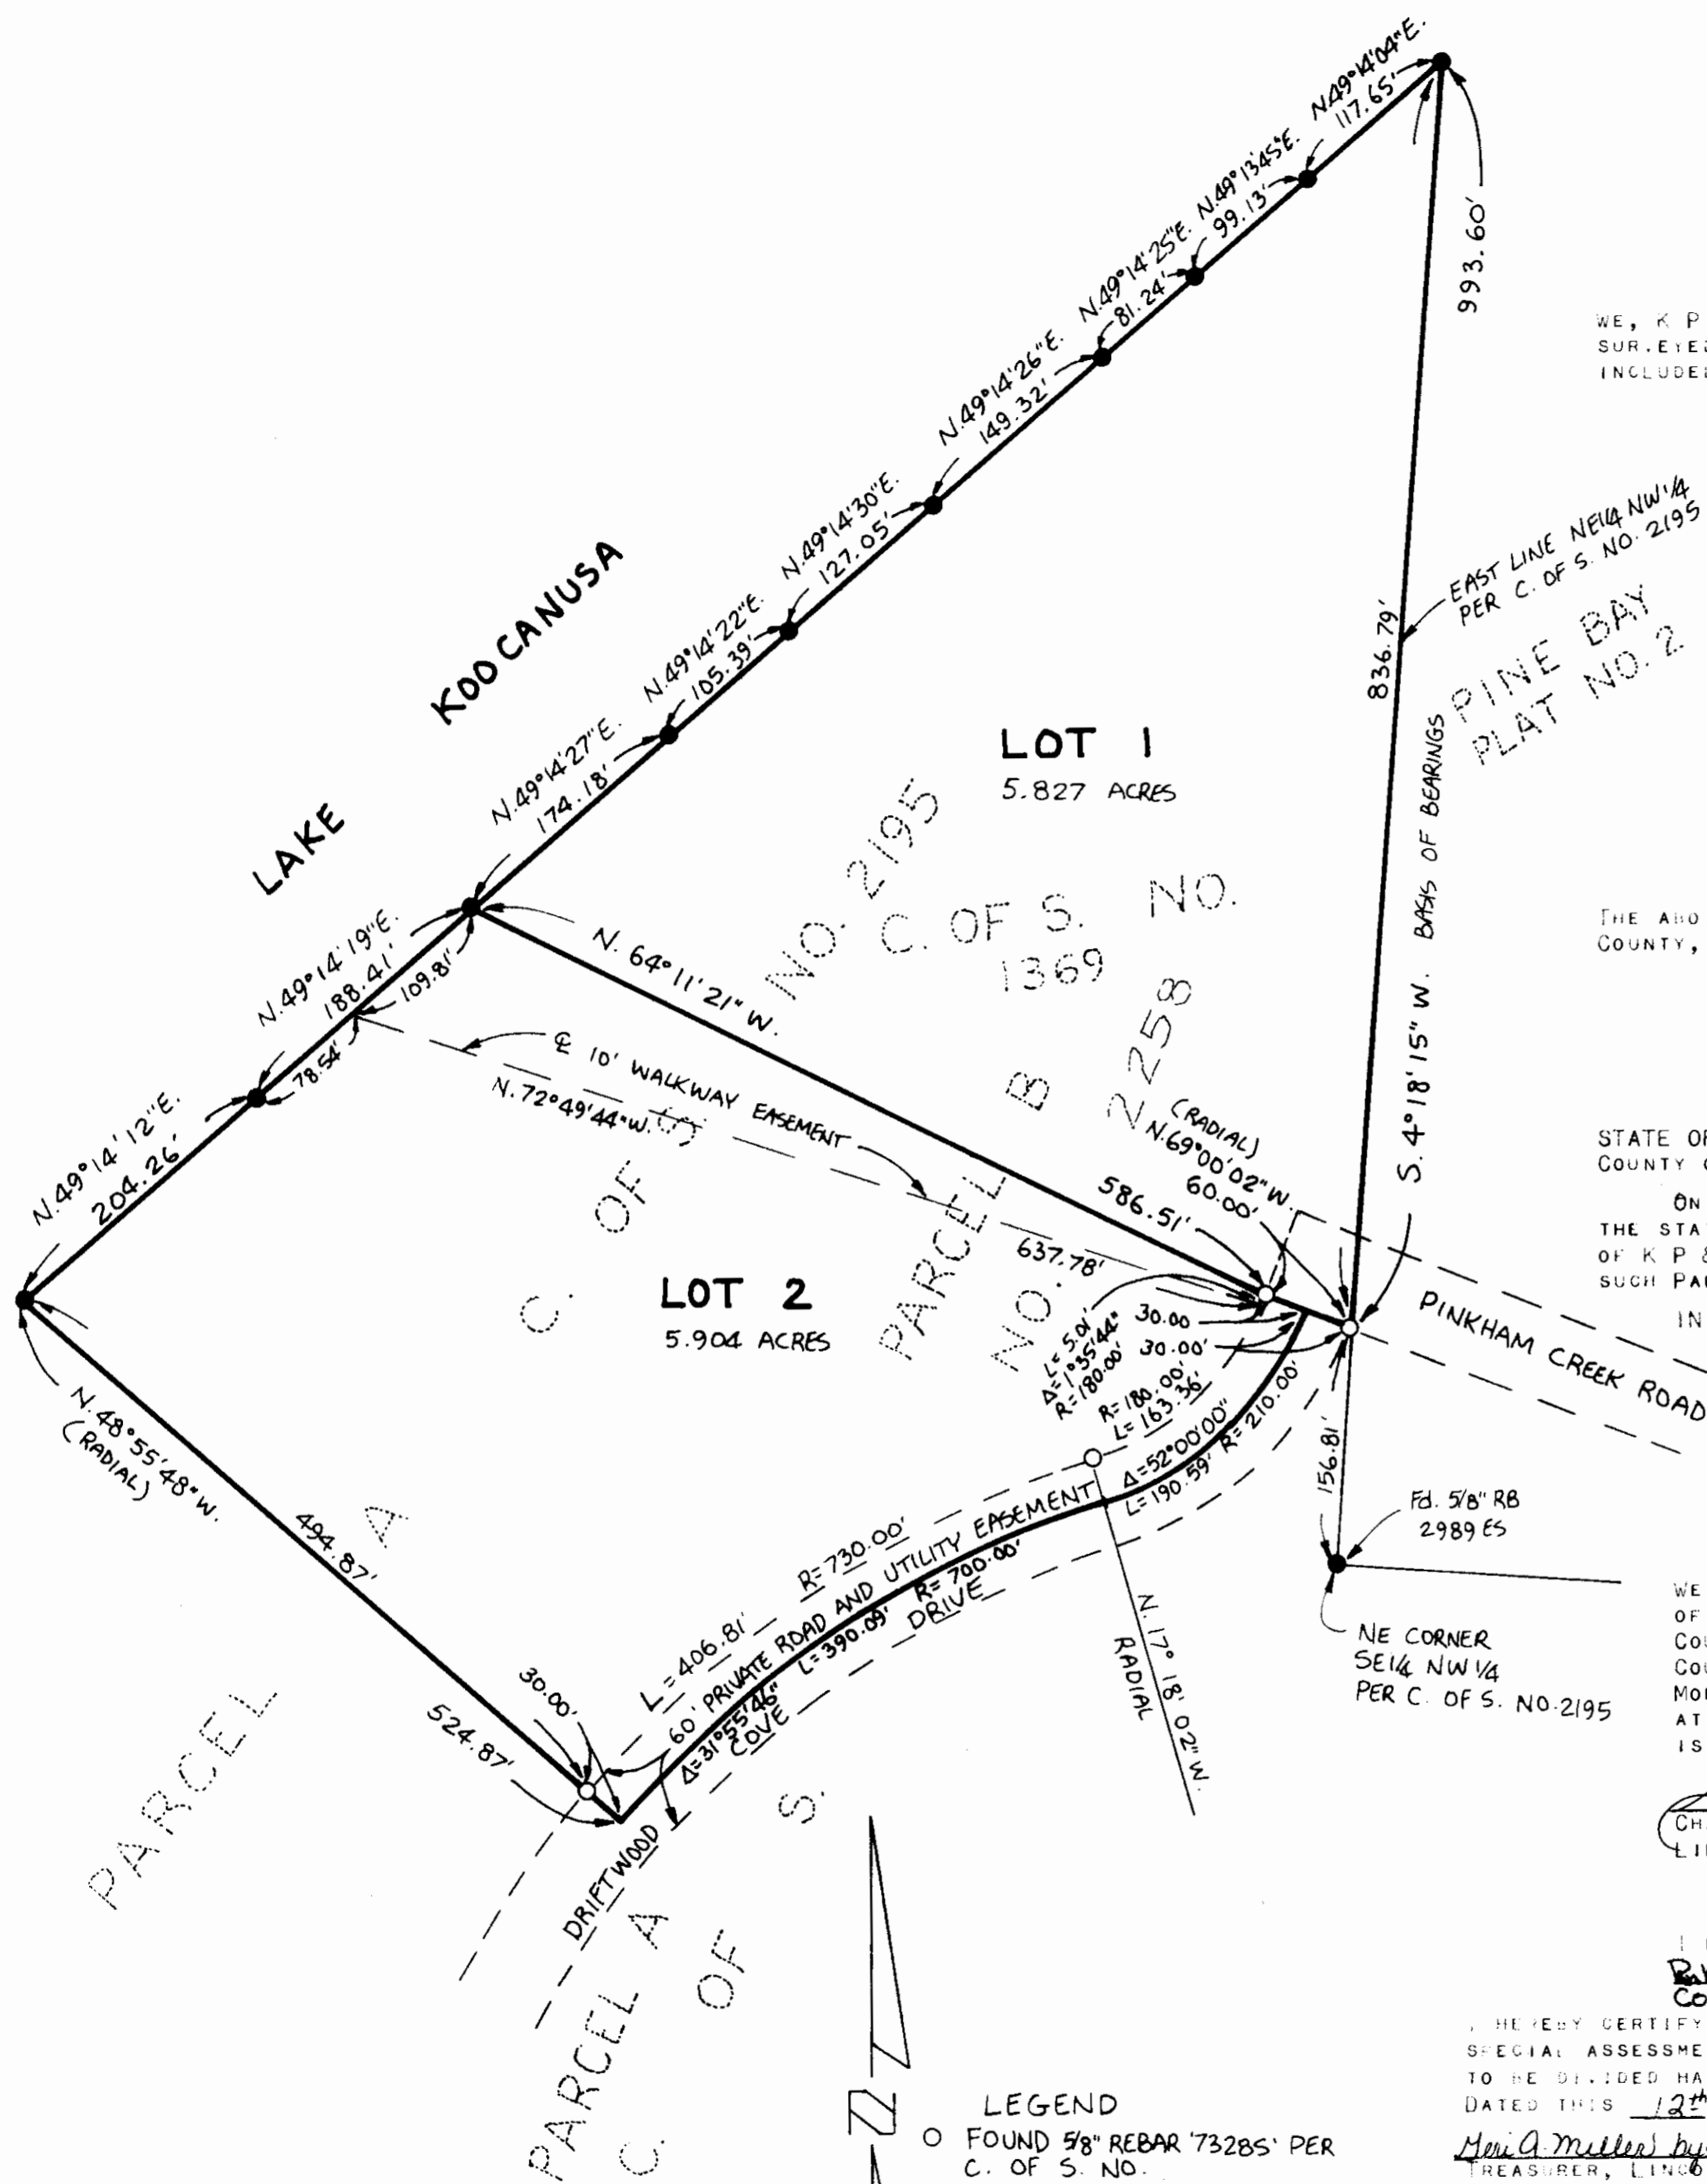 N.49°14'04"E.
117.65'
N.49°13'45"E.
99.13'
N.49°14'25"E.
81.24'
N.49°14'26"E.
149.32'
N.49°14'30"E.
127.05'
N.49°14'22"E.
105.39'
N.49°14'27"E.
174.18'
N.49°14'19"E.
188.41'
109.81'
78.54'
N.49°14'12"E.
204.26'
LAKE KOOCANUSA
993.60'
836.79'
EAST LINE NE1/4 NW1/4
PER C. OF S. NO. 2195
PINE BAY
PLAT NO. 2
S. 4°18'15" W. BASIS OF BEARINGS
LOT 1
5.827 ACRES
NO. 2195
C. OF S. NO.
1369
2258
B
PARCEL
NO.
C. OF S
N. 64°11'21" W.
586.51'
℄ 10' WALKWAY EASEMENT
N. 72°49'44" W.
637.78'
(RADIAL)
N.69°00'02"W.
60.00'
30.00
30.00'
L= 5.01'
Δ=1°35'44"
R=180.00'
R= 180.00'
L= 163.36'
Δ=52°00'00"
L=190.59' R=210.00'
PINKHAM CREEK ROAD
156.81'
Fd. 5/8" RB
2989 ES
NE CORNER
SE1/4 NW 1/4
PER C. OF S. NO. 2195
LOT 2
5.904 ACRES
N. 48°55'48" W.
(RADIAL)
494.87'
524.87'
30.00'
R=730.00'
L=406.81'
60' PRIVATE ROAD AND UTILITY EASEMENT
Δ=31°55'46" L=390.09' R=700.00'
DRIFTWOOD COVE DRIVE
N. 17° 18' 02" W.
RADIAL
PARCEL A
PARCEL A
C. OF S.
N
LEGEND
○ FOUND 5/8" REBAR '7328S' PER
C. OF S. NO.
WE, K P
INCLUDE
COUNTY,
STATE OF
COUNTY
ON
THE STA
OF K P &
SUCH PA
IN
WE
OF
COU
COU
MO
AT
IS
CH
LI
CO
, HEREBY CERTIFY
SPECIAL ASSESSME
TO BE DIVIDED HA
DATED THIS 12th
Meri A. Miller by
TREASURER, LINCO